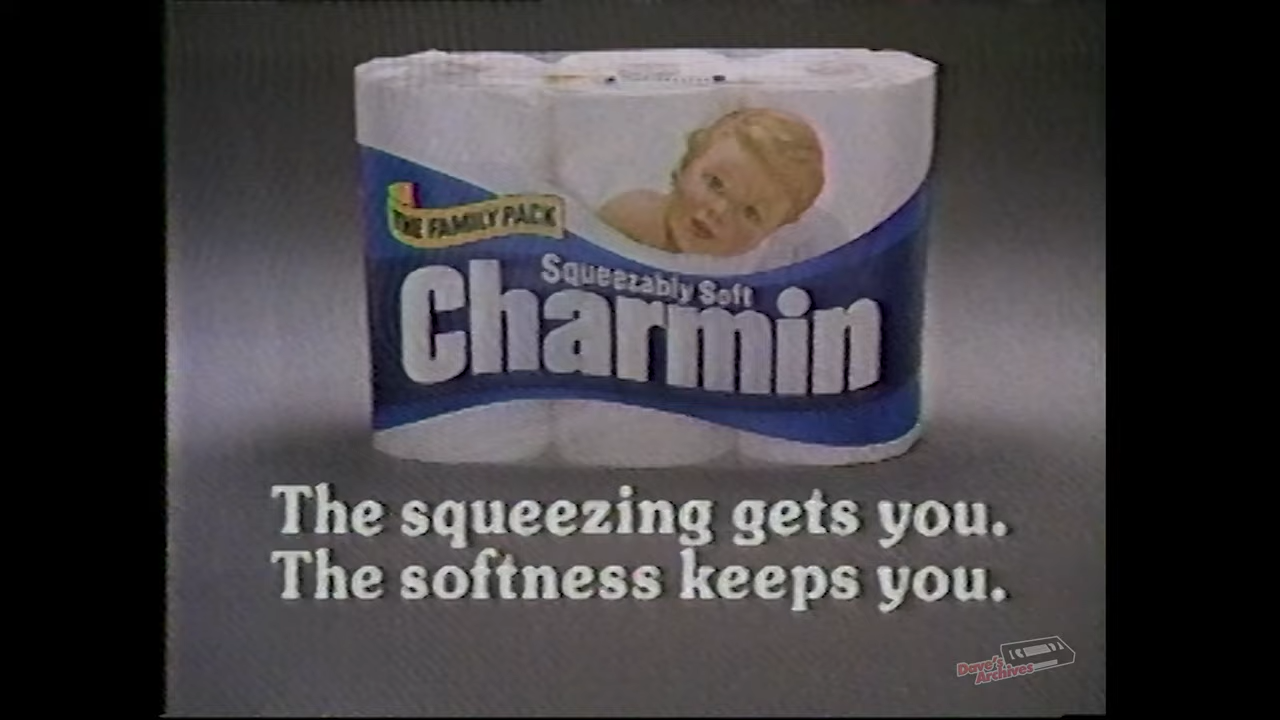 THE FAMILY PACK
Squeezably Soft
Charmin
The squeezing gets you.
The softness keeps you.
Dave's
Archives